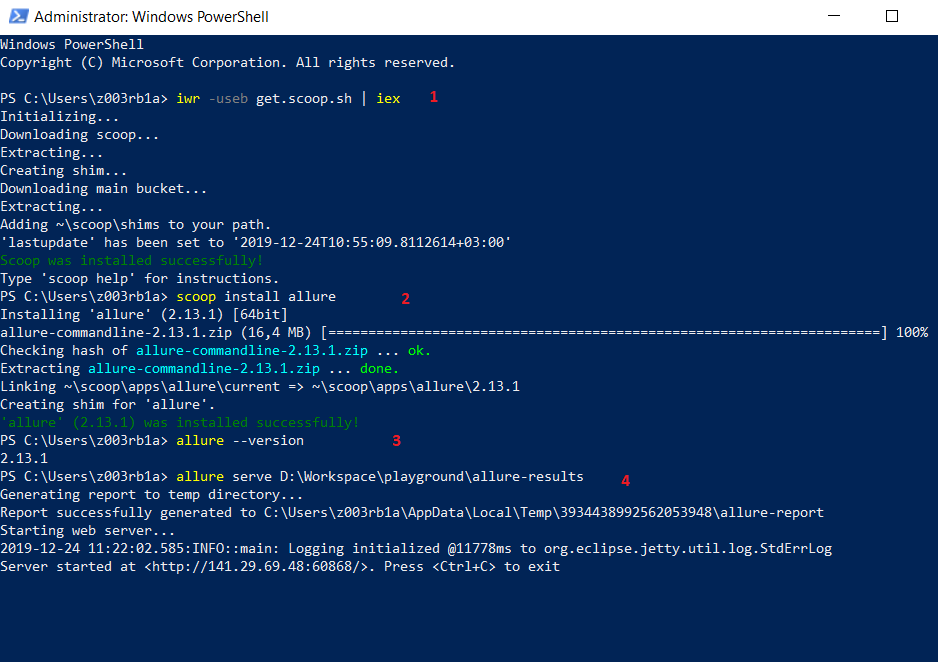 Administrator: Windows PowerShell
Windows PowerShell
Copyright (C) Microsoft Corporation. All rights reserved.
PS C:\Users\z003rb1a> iwr -useb get.scoop.sh | iex 1
Initializing...
Downloading scoop...
Extracting...
Creating shim...
Downloading main bucket...
Extracting...
Adding ~\scoop\shims to your path.
'lastupdate' has been set to '2019-12-24T10:55:09.8112614+03:00'
Scoop was installed successfully!
Type 'scoop help' for instructions.
PS C:\Users\z003rb1a> scoop install allure 2
Installing 'allure' (2.13.1) [64bit]
allure-commandline-2.13.1.zip (16,4 MB) [=====================================================================] 100%
Checking hash of allure-commandline-2.13.1.zip ... ok.
Extracting allure-commandline-2.13.1.zip ... done.
Linking ~\scoop\apps\allure\current => ~\scoop\apps\allure\2.13.1
Creating shim for 'allure'.
'allure' (2.13.1) was installed successfully!
PS C:\Users\z003rb1a> allure --version 3
2.13.1
PS C:\Users\z003rb1a> allure serve D:\Workspace\playground\allure-results 4
Generating report to temp directory...
Report successfully generated to C:\Users\z003rb1a\AppData\Local\Temp\3934438992562053948\allure-report
Starting web server...
2019-12-24 11:22:02.585:INFO::main: Logging initialized @11778ms to org.eclipse.jetty.util.log.StdErrLog
Server started at <http://141.29.69.48:60868/>. Press <Ctrl+C> to exit